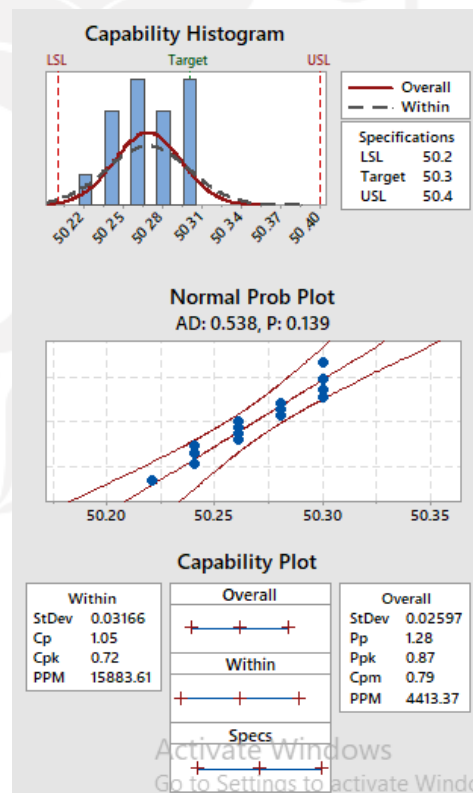 Capability Histogram
LSL Target USL
50.22 50.25 50.28 50.31 50.34 50.37 50.40
Overall
Within
Specifications
LSL 50.2
Target 50.3
USL 50.4
Normal Prob Plot
AD: 0.538, P: 0.139
50.20 50.25 50.30 50.35
Capability Plot
Within
StDev 0.03166
Cp 1.05
Cpk 0.72
PPM 15883.61
Overall
Within
Specs
Overall
StDev 0.02597
Pp 1.28
Ppk 0.87
Cpm 0.79
PPM 4413.37
Activate Windows
Go to Settings to activate Windo